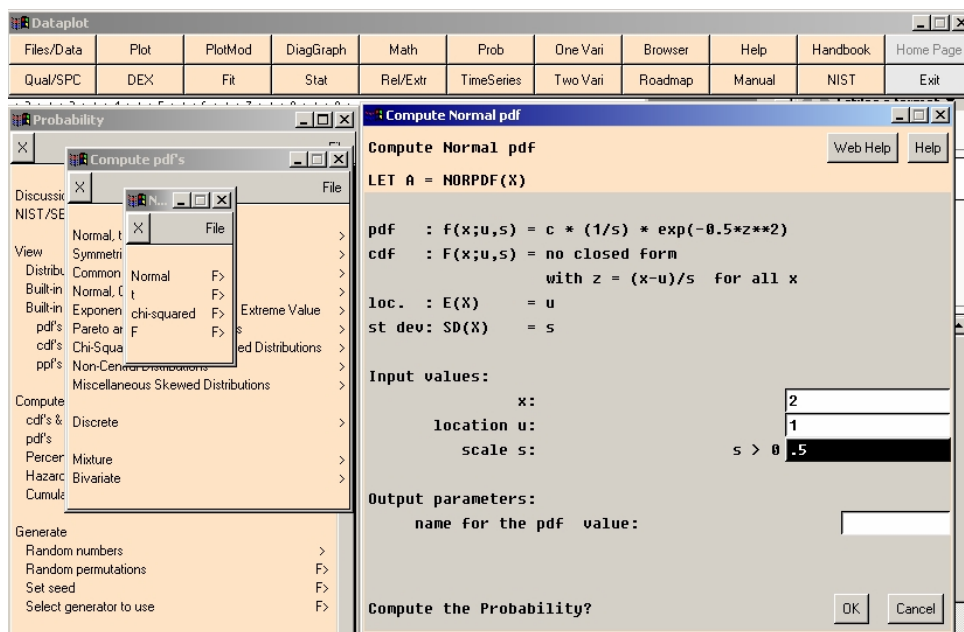 Dataplot
Files/Data Plot PlotMod DiagGraph Math Prob One Vari Browser Help Handbook Home Page
Qual/SPC DEX Fit Stat Rel/Extr TimeSeries Two Vari Roadmap Manual NIST Exit
Probability
X
Discussic
NIST/SE
View
Distribu
Built-in
Built-in
pdf's
cdf's
ppf's
Compute
cdf's &
pdf's
Percer
Hazarc
Cumula
Generate
Random numbers >
Random permutations F>
Set seed F>
Select generator to use F>
Compute pdf's
X File
Normal, t >
Symmetri >
Common >
Normal, >
Exponen Extreme Value >
Pareto ar s >
Chi-Squa ed Distributions >
Non-Central Distributions >
Miscellaneous Skewed Distributions >
Discrete >
Mixture >
Bivariate >
N...
X File
Normal F>
t F>
chi-squared F>
F F>
Compute Normal pdf
Compute Normal pdf Web Help Help
LET A = NORPDF(X)
pdf : f(x;u,s) = c * (1/s) * exp(-0.5*z**2)
cdf : F(x;u,s) = no closed form
with z = (x-u)/s for all x
loc. : E(X) = u
st dev: SD(X) = s
Input values:
x: 2
location u: 1
scale s: s > 0 .5
Output parameters:
name for the pdf value:
Compute the Probability? OK Cancel